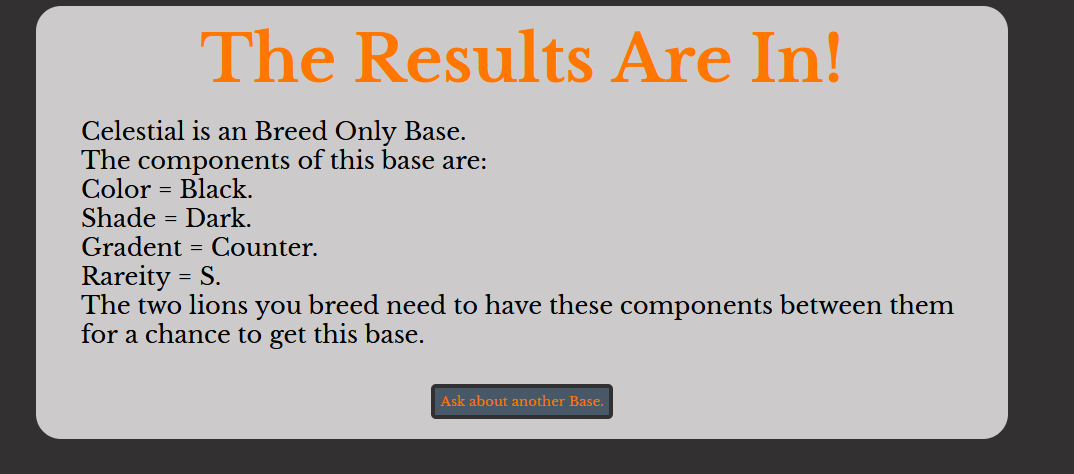 The Results Are In!
Celestial is an Breed Only Base.
The components of this base are:
Color = Black.
Shade = Dark.
Gradent = Counter.
Rareity = S.
The two lions you breed need to have these components between them
for a chance to get this base.
Ask about another Base.